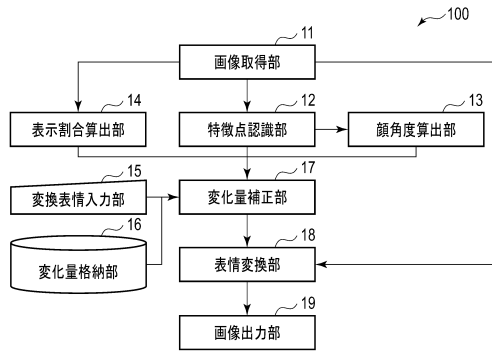 100
11
画像取得部
14
表示割合算出部
12
特徴点認識部
13
顔角度算出部
15
変換表情入力部
16
変化量格納部
17
変化量補正部
18
表情変換部
19
画像出力部